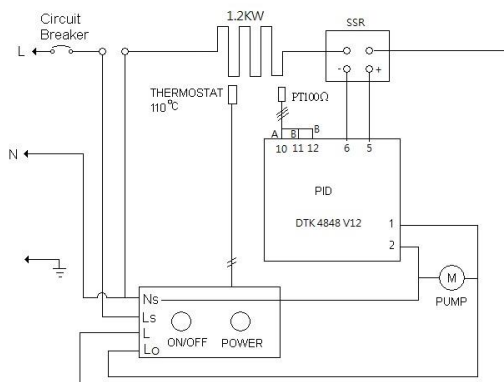 Circuit
Breaker
1.2KW
SSR
L
- +
THERMOSTAT
110°C
PT100Ω
A B B
10 11 12
6 5
N
PID
DTK 4848 V12
1
2
M
PUMP
Ns
Ls
L
Lo
ON/OFF POWER